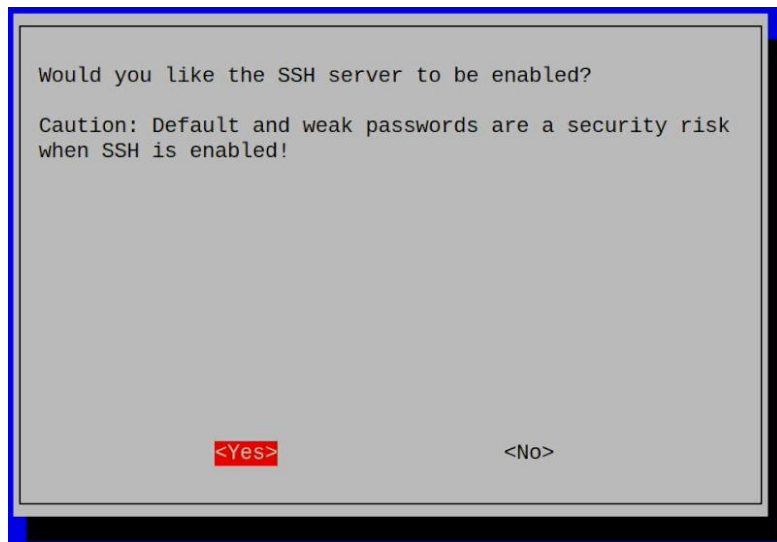 Would you like the SSH server to be enabled?
Caution: Default and weak passwords are a security risk
when SSH is enabled!
<Yes> <No>